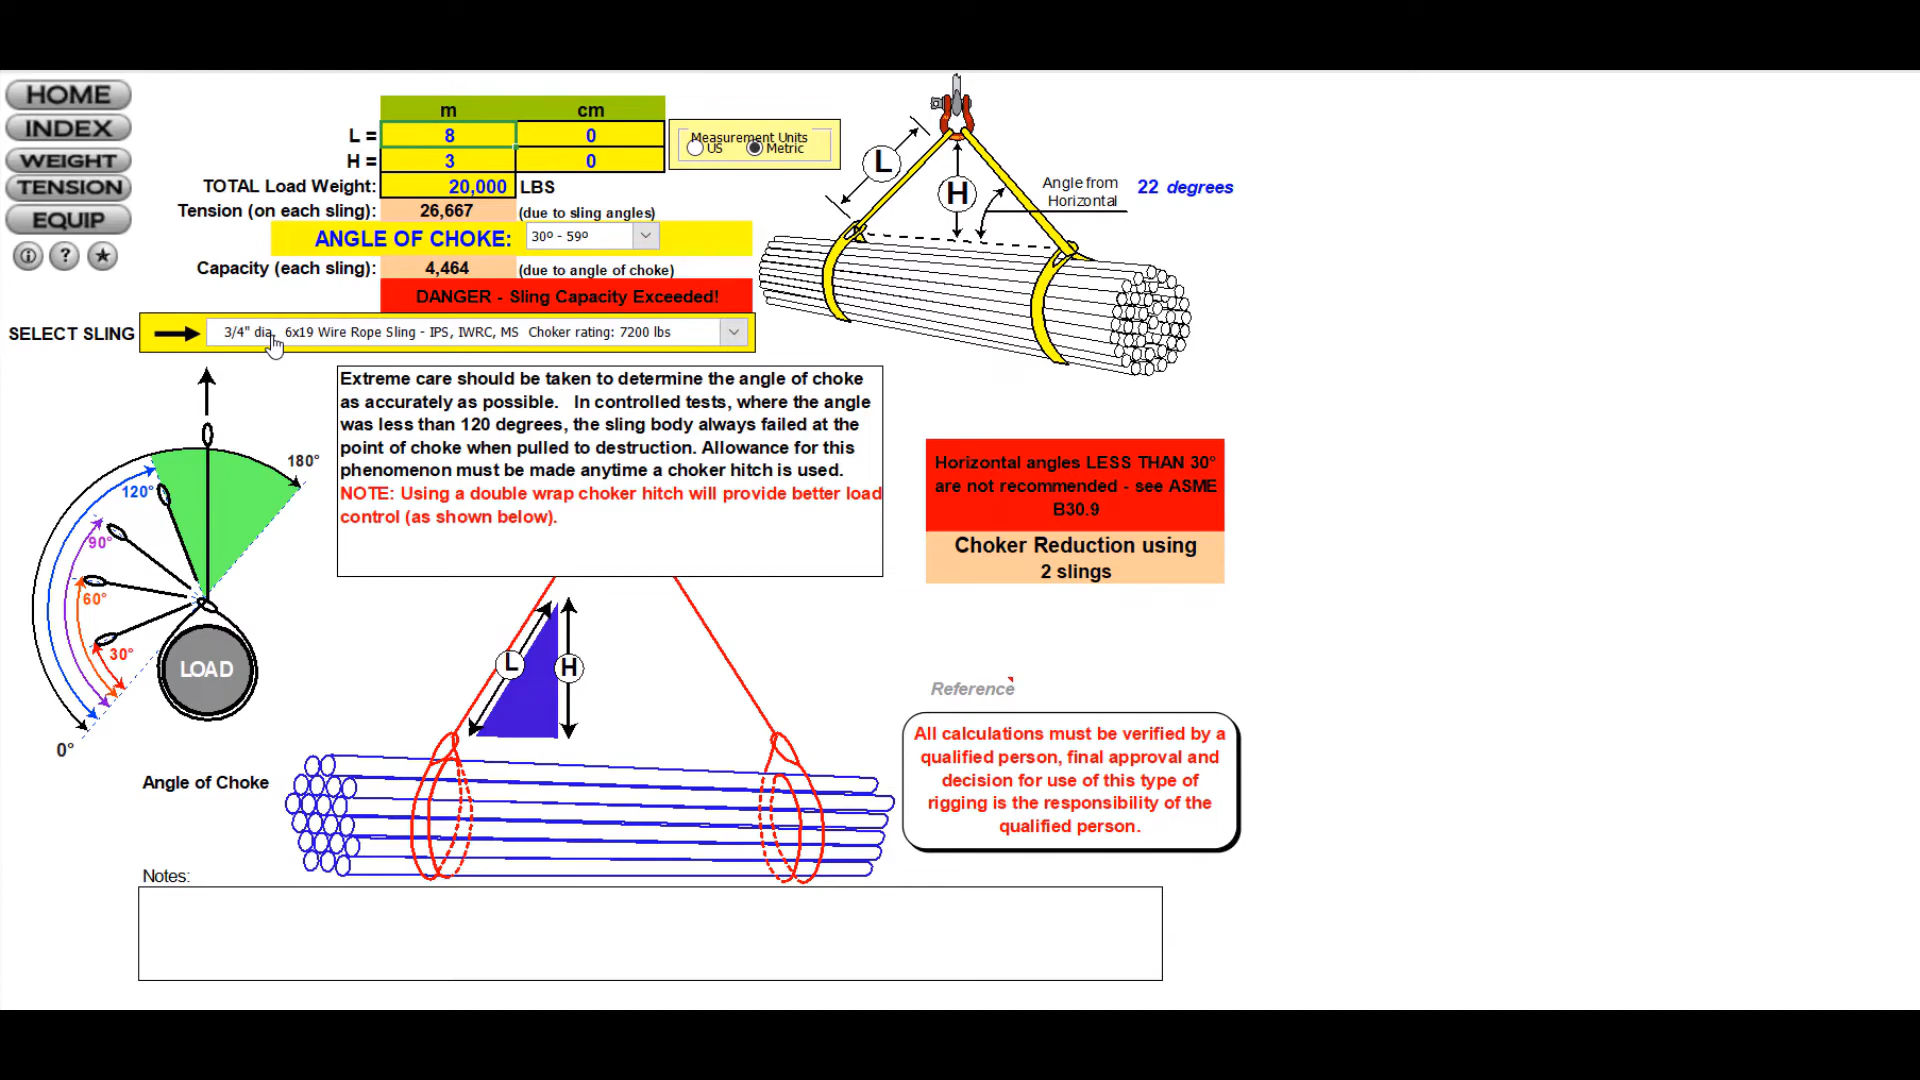 HOME
INDEX
WEIGHT
TENSION
EQUIP
i ? ★
m cm
L = 8 0
H = 3 0
Measurement Units
US Metric
TOTAL Load Weight: 20,000 LBS
Tension (on each sling): 26,667 (due to sling angles)
ANGLE OF CHOKE: 30º - 59º
Capacity (each sling): 4,464 (due to angle of choke)
DANGER - Sling Capacity Exceeded!
SELECT SLING 3/4" dia. 6x19 Wire Rope Sling - IPS, IWRC, MS Choker rating: 7200 lbs
L
H
Angle from
Horizontal
22 degrees
Extreme care should be taken to determine the angle of choke
as accurately as possible. In controlled tests, where the angle
was less than 120 degrees, the sling body always failed at the
point of choke when pulled to destruction. Allowance for this
phenomenon must be made anytime a choker hitch is used.
NOTE: Using a double wrap choker hitch will provide better load
control (as shown below).
Horizontal angles LESS THAN 30°
are not recommended - see ASME
B30.9
Choker Reduction using
2 slings
180°
120°
90°
60°
30°
0°
LOAD
Angle of Choke
L
H
Reference
All calculations must be verified by a
qualified person, final approval and
decision for use of this type of
rigging is the responsibility of the
qualified person.
Notes: